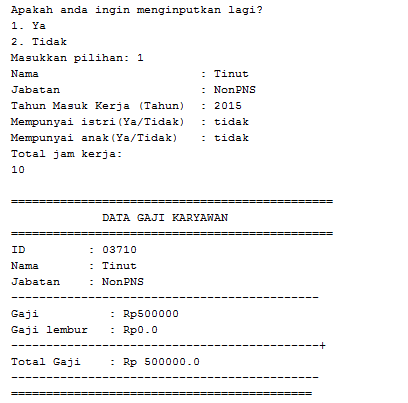 Apakah anda ingin menginputkan lagi?
1. Ya
2. Tidak
Masukkan pilihan: 1
Nama : Tinut
Jabatan : NonPNS
Tahun Masuk Kerja (Tahun) : 2015
Mempunyai istri(Ya/Tidak) : tidak
Mempunyai anak(Ya/Tidak) : tidak
Total jam kerja:
10
==============================================
DATA GAJI KARYAWAN
==============================================
ID : 03710
Nama : Tinut
Jabatan : NonPNS
--------------------------------------------
Gaji : Rp500000
Gaji lembur : Rp0.0
--------------------------------------------+
Total Gaji : Rp 500000.0
--------------------------------------------
===========================================